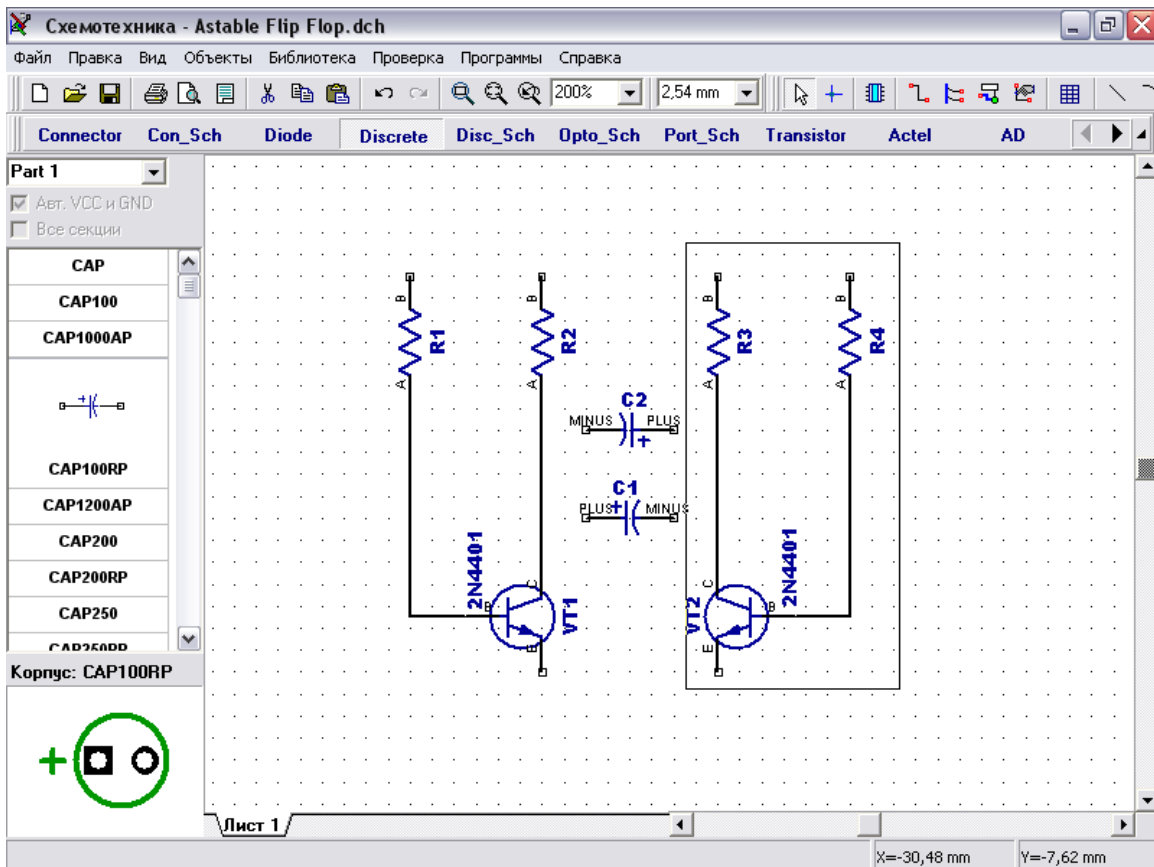 Схемотехника - Astable Flip Flop.dch
Файл Правка Вид Объекты Библиотека Проверка Программы Справка
200% 2,54 mm
Connector Con_Sch Diode Discrete Disc_Sch Opto_Sch Port_Sch Transistor Actel AD
Part 1
Авт. VCC и GND
Все секции
CAP
CAP100
CAP1000AP
CAP100RP
CAP1200AP
CAP200
CAP200RP
CAP250
CAP250RP
Корпус: CAP100RP
B B B B
R1 R2 R3 R4
A A A A
C2
MINUS PLUS
C1
PLUS MINUS
2N4401 2N4401
C C
B B
VT1 VT2
E E
Лист 1
X=-30,48 mm Y=-7,62 mm